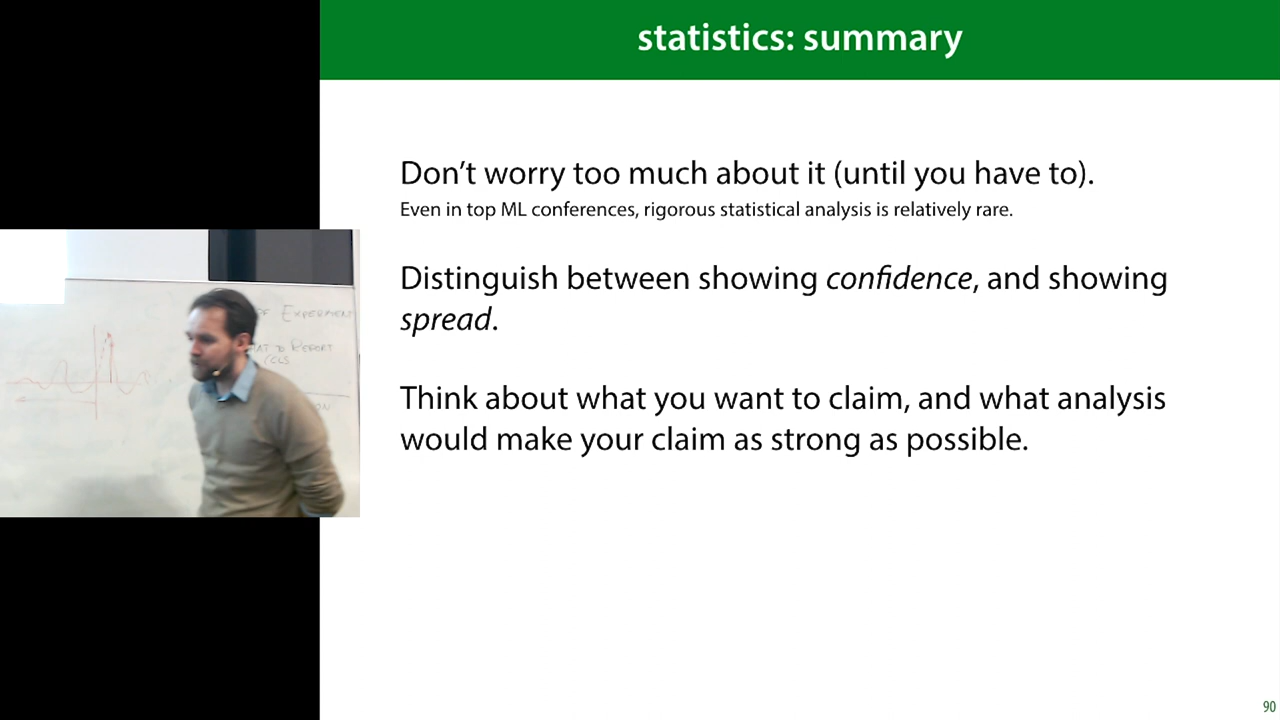 statistics: summary
Don't worry too much about it (until you have to).
Even in top ML conferences, rigorous statistical analysis is relatively rare.
Distinguish between showing confidence, and showing
spread.
Think about what you want to claim, and what analysis
would make your claim as strong as possible.
EXPERIMENT
REPORT
90